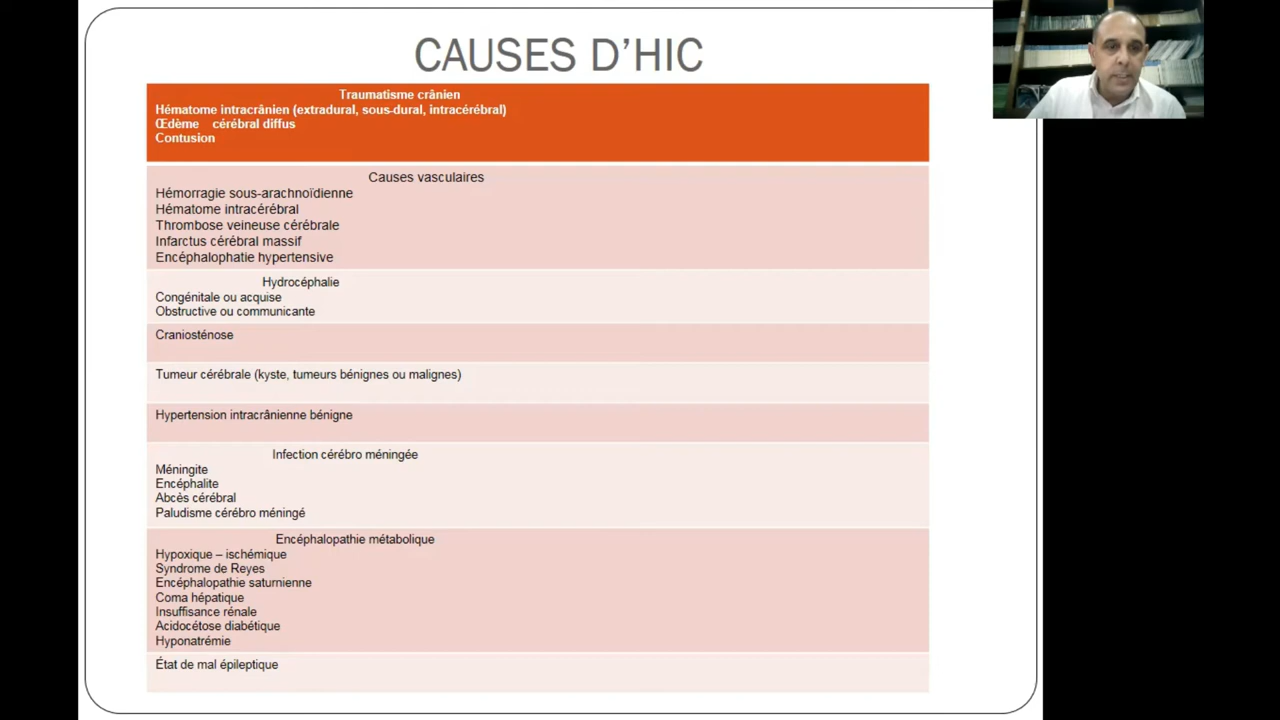 CAUSES D’HIC
Traumatisme crânien
Hématome intracrânien (extradural, sous-dural, intracérébral)
Œdème cérébral diffus
Contusion
Causes vasculaires
Hémorragie sous-arachnoïdienne
Hématome intracérébral
Thrombose veineuse cérébrale
Infarctus cérébral massif
Encéphalophatie hypertensive
Hydrocéphalie
Congénitale ou acquise
Obstructive ou communicante
Craniosténose
Tumeur cérébrale (kyste, tumeurs bénignes ou malignes)
Hypertension intracrânienne bénigne
Infection cérébro méningée
Méningite
Encéphalite
Abcès cérébral
Paludisme cérébro méningé
Encéphalopathie métabolique
Hypoxique – ischémique
Syndrome de Reyes
Encéphalopathie saturnienne
Coma hépatique
Insuffisance rénale
Acidocétose diabétique
Hyponatrémie
État de mal épileptique